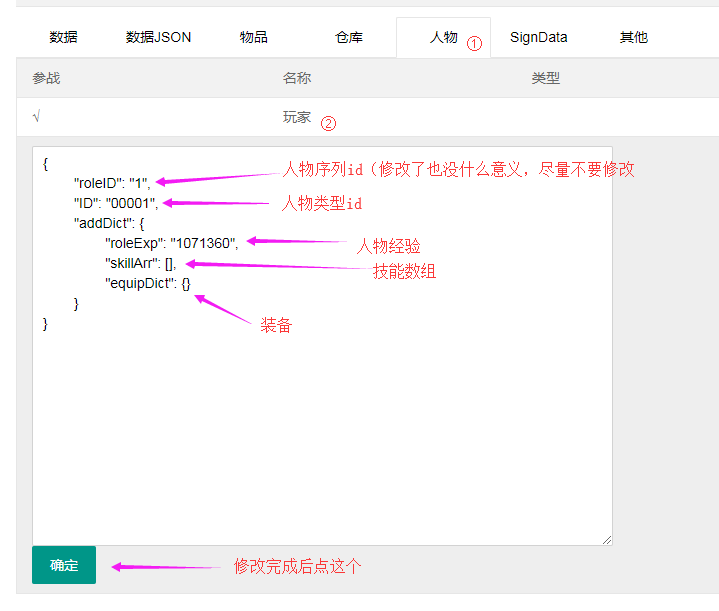 数据 数据JSON 物品 仓库 人物 ① SignData 其他
参战 名称 类型
√ 玩家 ②
{
"roleID": "1", 人物序列id（修改了也没什么意义，尽量不要修改
"ID": "00001", 人物类型id
"addDict": {
"roleExp": "1071360", 人物经验
"skillArr": [], 技能数组
"equipDict": {}
} 装备
}
确定 修改完成后点这个